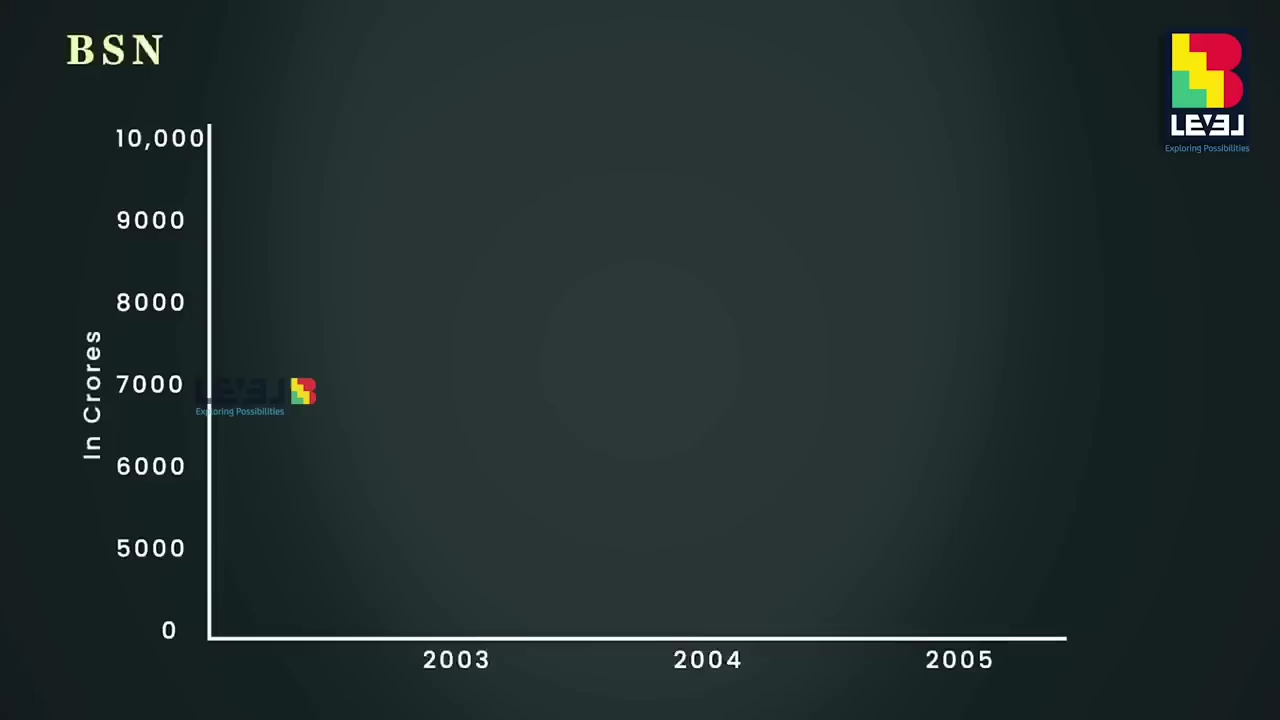 BSN
LEVEL
Exploring Possibilities
10,000
9000
8000
In Crores
7000
LEVEL
Exploring Possibilities
6000
5000
0
2003 2004 2005